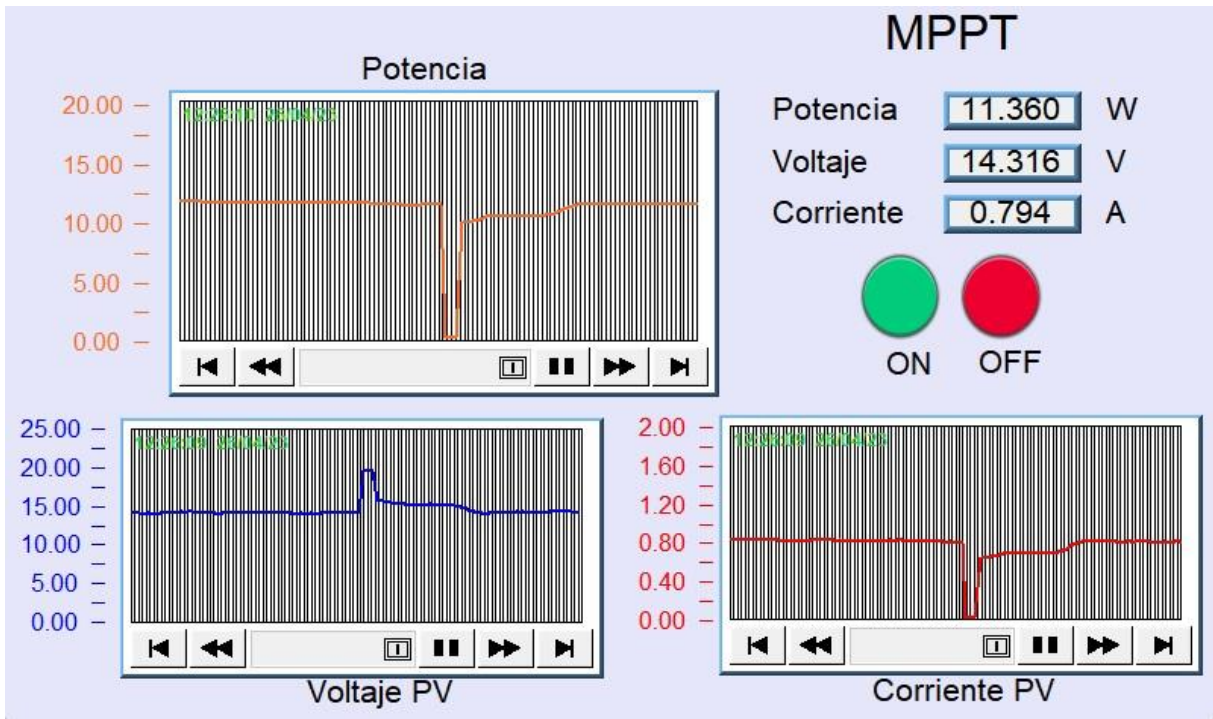 MPPT
Potencia
20.00
15.00
10.00
5.00
0.00
Potencia 11.360 W
Voltaje 14.316 V
Corriente 0.794 A
ON OFF
25.00
20.00
15.00
10.00
5.00
0.00
Voltaje PV
2.00
1.60
1.20
0.80
0.40
0.00
Corriente PV